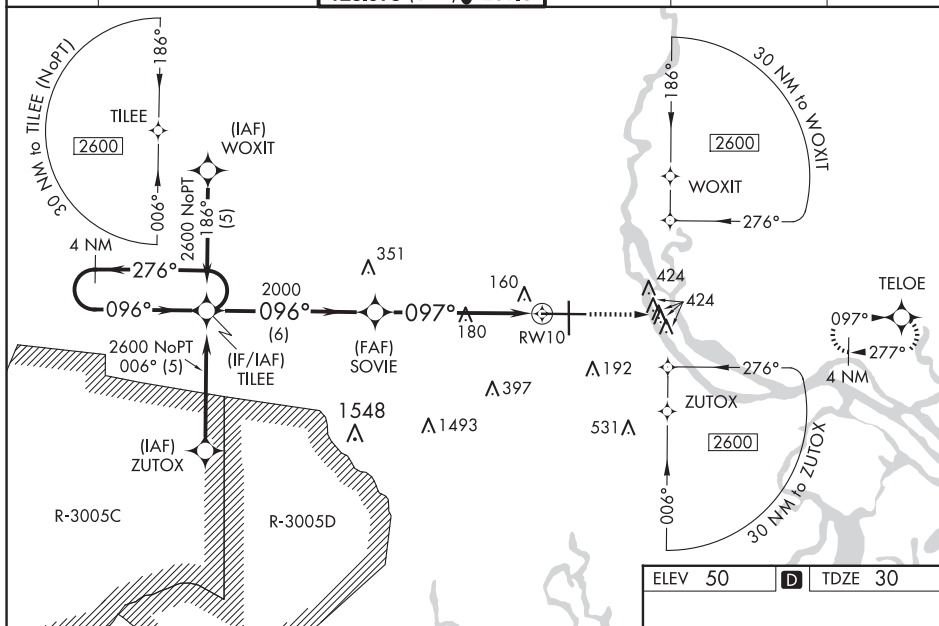 30 NM to TILEE (NoPT)
186°
TILEE
2600
006°
(IAF)
WOXIT
2600 NoPT
186°
(5)
4 NM
276°
096°
2000
096°
(6)
351
(FAF)
SOVIE
097°
180
160
RW10
(IF/IAF)
TILEE
2600 NoPT
006° (5)
(IAF)
ZUTOX
R-3005C
R-3005D
1548
1493
397
192
531
424
424
186°
30 NM to WOXIT
2600
WOXIT
276°
TELOE
097°
277°
4 NM
276°
ZUTOX
2600
006°
30 NM to ZUTOX
ELEV 50
D
TDZE 30